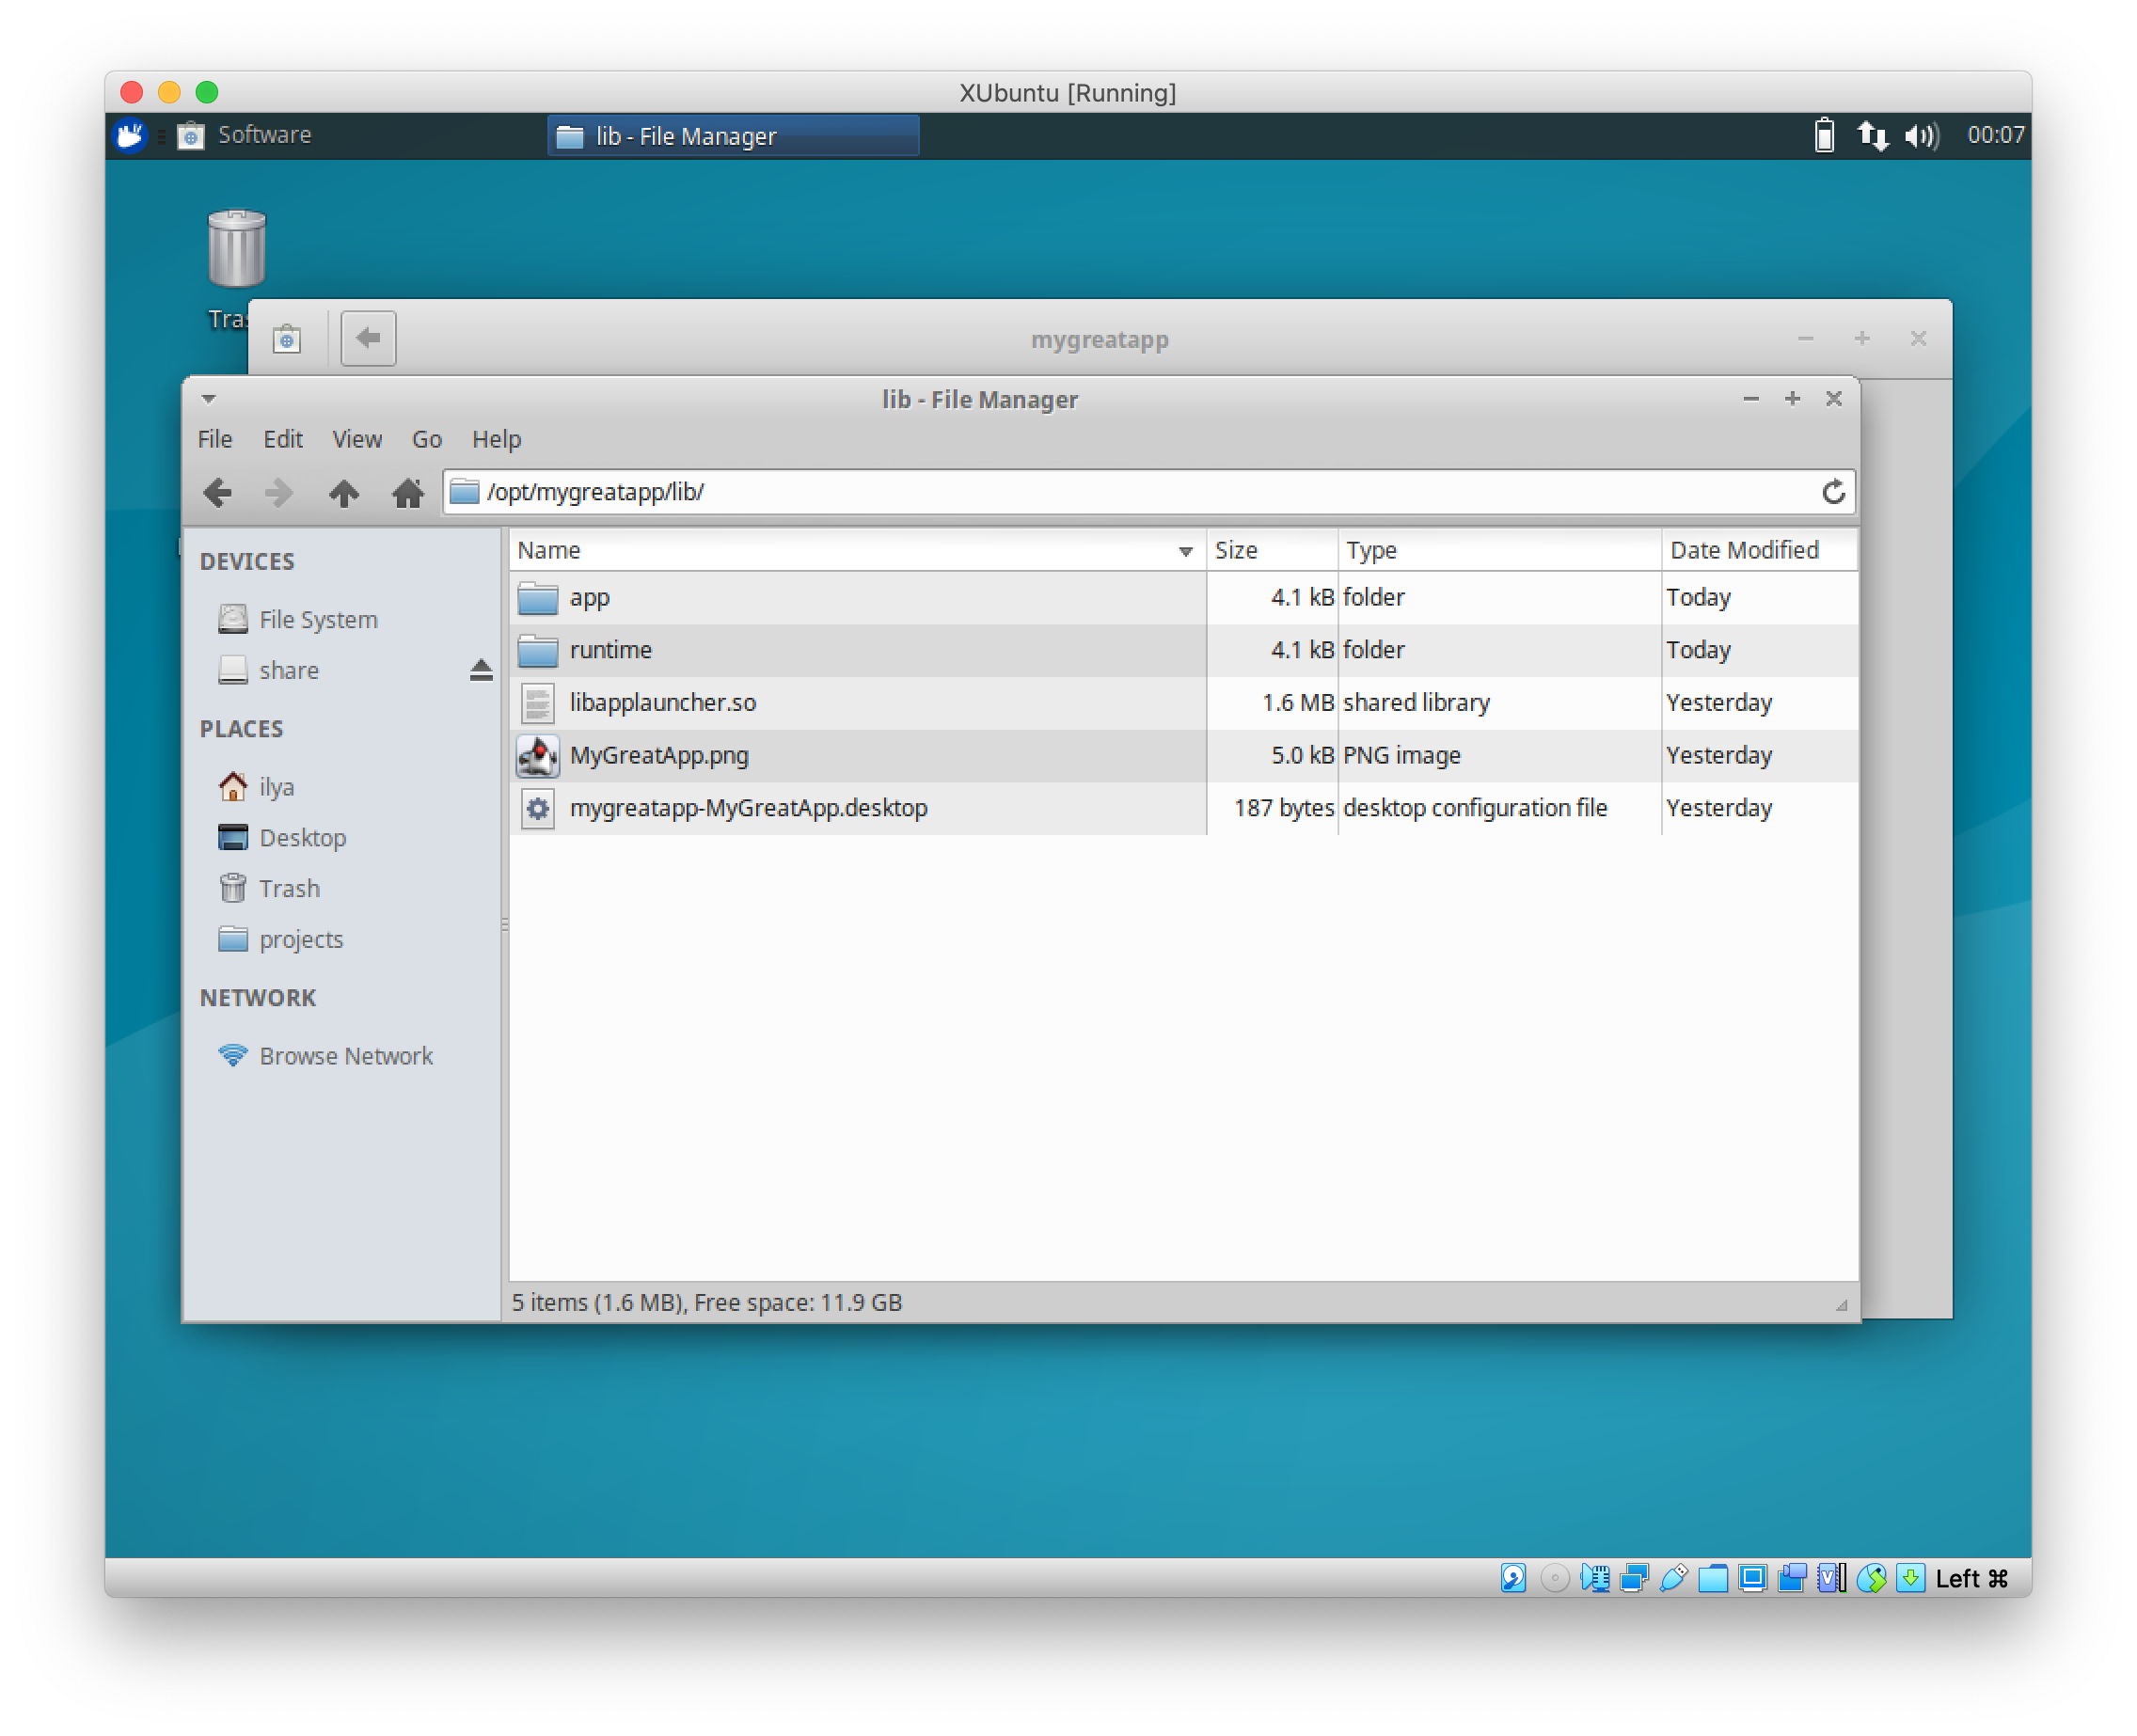 XUbuntu [Running]
Software
lib - File Manager
00:07
mygreatapp
lib - File Manager
File Edit View Go Help
/opt/mygreatapp/lib/
DEVICES
File System
share
PLACES
ilya
Desktop
Trash
projects
NETWORK
Browse Network
Name Size Type Date Modified
app 4.1 kB folder Today
runtime 4.1 kB folder Today
libapplauncher.so 1.6 MB shared library Yesterday
MyGreatApp.png 5.0 kB PNG image Yesterday
mygreatapp-MyGreatApp.desktop 187 bytes desktop configuration file Yesterday
5 items (1.6 MB), Free space: 11.9 GB
Left ⌘